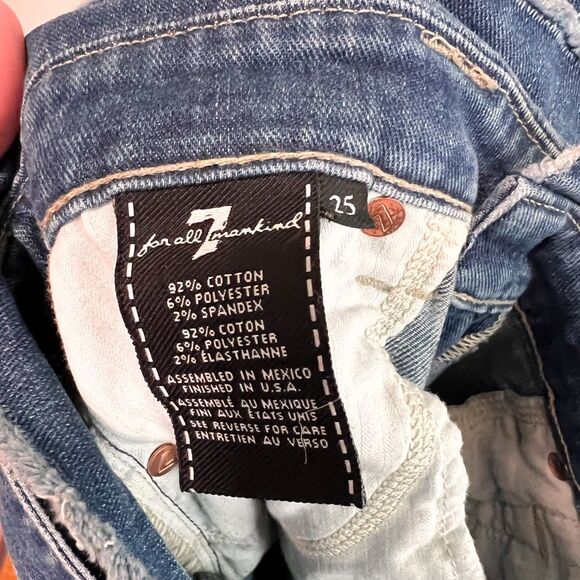 7
for all mankind
25
92% COTTON
6% POLYESTER
2% SPANDEX
92% COTON
6% POLYESTER
2% ELASTHANNE
ASSEMBLED IN MEXICO
FINISHED IN U.S.A.
ASSEMBLÉ AU MEXIQUE
FINI AUX ÉTATS UNIS
SEE REVERSE FOR CARE
ENTRETIEN AU VERSO